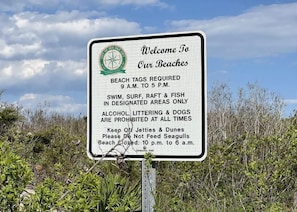 Welcome To
Our Beaches
BEACH TAGS REQUIRED
9 A.M. TO 5 P.M.
SWIM, SURF, RAFT & FISH
IN DESIGNATED AREAS ONLY
ALCOHOL, LITTERING & DOGS
ARE PROHIBITED AT ALL TIMES
Keep Off Jetties & Dunes
Please Do Not Feed Seagulls
Beach Closed: 10 p.m. to 6 a.m.